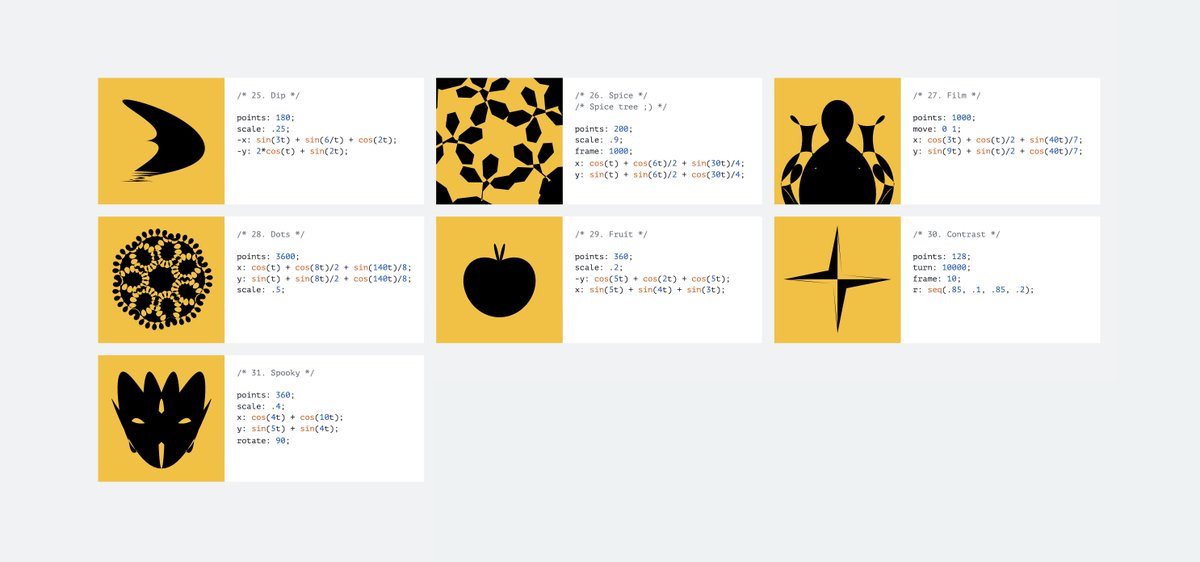 /* 25. Dip */
points: 180;
scale: .25;
-x: sin(3t) + sin(6/t) + cos(2t);
-y: 2*cos(t) + sin(2t);
/* 26. Spice */
/* Spice tree ;) */
points: 200;
scale: .9;
frame: 1000;
x: cos(t) + cos(6t)/2 + sin(30t)/4;
y: sin(t) + sin(6t)/2 + cos(30t)/4;
/* 27. Film */
points: 1000;
move: 0 1;
x: cos(3t) + cos(t)/2 + sin(40t)/7;
y: sin(9t) + sin(t)/2 + cos(40t)/7;
/* 28. Dots */
points: 3600;
x: cos(t) + cos(8t)/2 + sin(140t)/8;
y: sin(t) + sin(8t)/2 + cos(140t)/8;
scale: .5;
/* 29. Fruit */
points: 360;
scale: .2;
-y: cos(5t) + cos(2t) + cos(5t);
x: sin(5t) + sin(4t) + sin(3t);
/* 30. Contrast */
points: 128;
turn: 10000;
frame: 10;
r: seq(.85, .1, .85, .2);
/* 31. Spooky */
points: 360;
scale: .4;
x: cos(4t) + cos(10t);
y: sin(5t) + sin(4t);
rotate: 90;